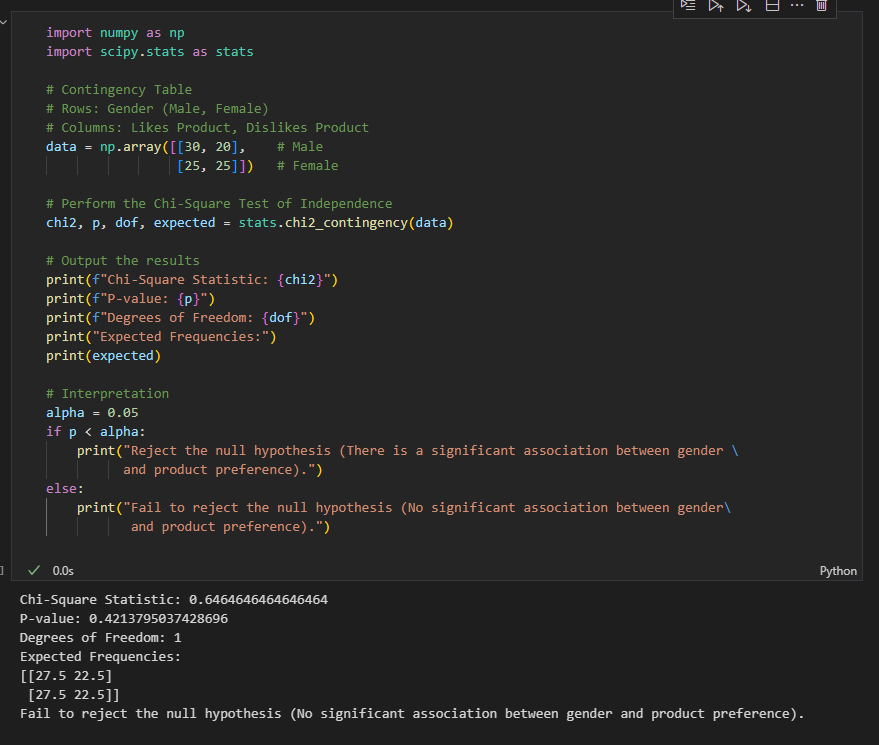 import numpy as np
import scipy.stats as stats
# Contingency Table
# Rows: Gender (Male, Female)
# Columns: Likes Product, Dislikes Product
data = np.array([[30, 20],    # Male
                 [25, 25]])   # Female
# Perform the Chi-Square Test of Independence
chi2, p, dof, expected = stats.chi2_contingency(data)
# Output the results
print(f"Chi-Square Statistic: {chi2}")
print(f"P-value: {p}")
print(f"Degrees of Freedom: {dof}")
print("Expected Frequencies:")
print(expected)
# Interpretation
alpha = 0.05
if p < alpha:
    print("Reject the null hypothesis (There is a significant association between gender \
          and product preference).")
else:
    print("Fail to reject the null hypothesis (No significant association between gender\
           and product preference).")
] 0.0s Python
Chi-Square Statistic: 0.6464646464646464
P-value: 0.4213795037428696
Degrees of Freedom: 1
Expected Frequencies:
[[27.5 22.5]
 [27.5 22.5]]
Fail to reject the null hypothesis (No significant association between gender and product preference).